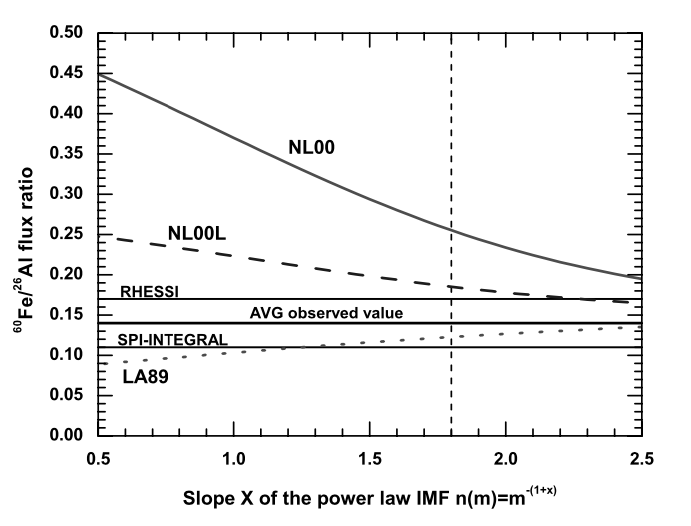 0.50
0.45
0.40
0.35
0.30
0.25
0.20
0.15
0.10
0.05
0.00
⁶⁰Fe/²⁶Al flux ratio
NL00
NL00L
RHESSI
AVG observed value
SPI-INTEGRAL
LA89
0.5 1.0 1.5 2.0 2.5
Slope X of the power law IMF n(m)=m⁻⁽¹⁺ˣ⁾